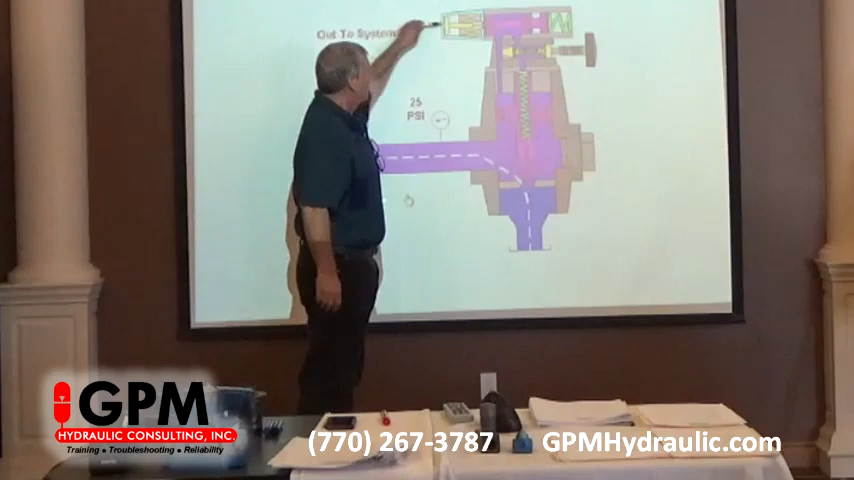 Out To System
25
PSI
GPM
HYDRAULIC CONSULTING, INC.
Training ● Troubleshooting ● Reliability
(770) 267-3787
GPMHydraulic.com